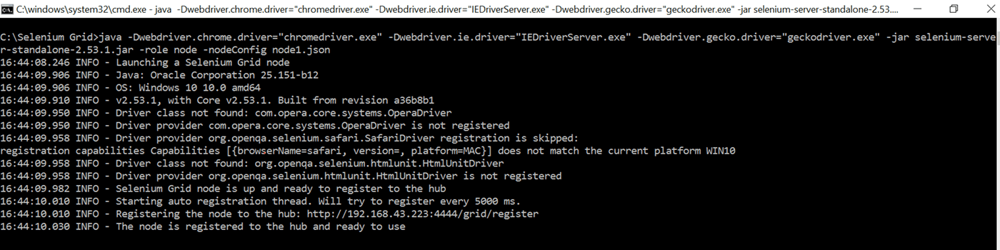 C:\windows\system32\cmd.exe - java  -Dwebdriver.chrome.driver="chromedriver.exe" -Dwebdriver.ie.driver="IEDriverServer.exe" -Dwebdriver.gecko.driver="geckodriver.exe" -jar selenium-server-standalone-2.53....
C:\Selenium Grid>java -Dwebdriver.chrome.driver="chromedriver.exe" -Dwebdriver.ie.driver="IEDriverServer.exe" -Dwebdriver.gecko.driver="geckodriver.exe" -jar selenium-serve
r-standalone-2.53.1.jar -role node -nodeConfig node1.json
16:44:08.246 INFO - Launching a Selenium Grid node
16:44:09.906 INFO - Java: Oracle Corporation 25.151-b12
16:44:09.906 INFO - OS: Windows 10 10.0 amd64
16:44:09.910 INFO - v2.53.1, with Core v2.53.1. Built from revision a36b8b1
16:44:09.950 INFO - Driver class not found: com.opera.core.systems.OperaDriver
16:44:09.950 INFO - Driver provider com.opera.core.systems.OperaDriver is not registered
16:44:09.958 INFO - Driver provider org.openqa.selenium.safari.SafariDriver registration is skipped:
registration capabilities Capabilities [{browserName=safari, version=, platform=MAC}] does not match the current platform WIN10
16:44:09.958 INFO - Driver class not found: org.openqa.selenium.htmlunit.HtmlUnitDriver
16:44:09.958 INFO - Driver provider org.openqa.selenium.htmlunit.HtmlUnitDriver is not registered
16:44:09.982 INFO - Selenium Grid node is up and ready to register to the hub
16:44:10.010 INFO - Starting auto registration thread. Will try to register every 5000 ms.
16:44:10.010 INFO - Registering the node to the hub: http://192.168.43.223:4444/grid/register
16:44:10.030 INFO - The node is registered to the hub and ready to use